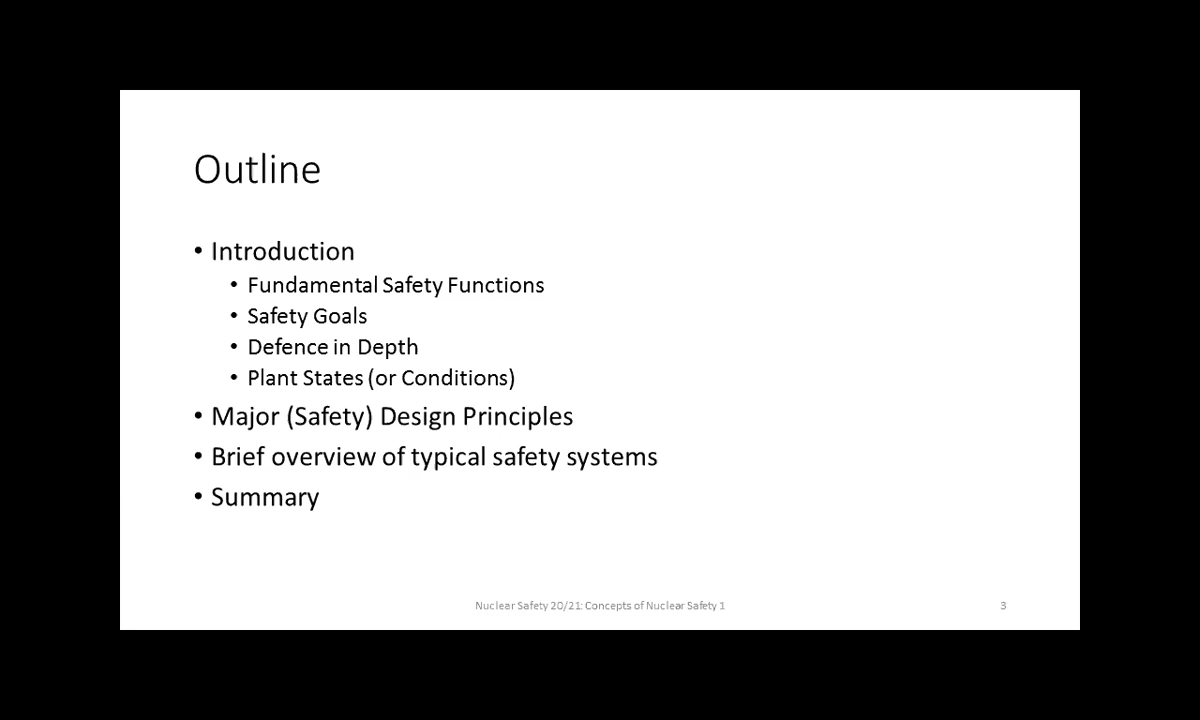 Outline
• Introduction
• Fundamental Safety Functions
• Safety Goals
• Defence in Depth
• Plant States (or Conditions)
• Major (Safety) Design Principles
• Brief overview of typical safety systems
• Summary
Nuclear Safety 20/21: Concepts of Nuclear Safety 1
3